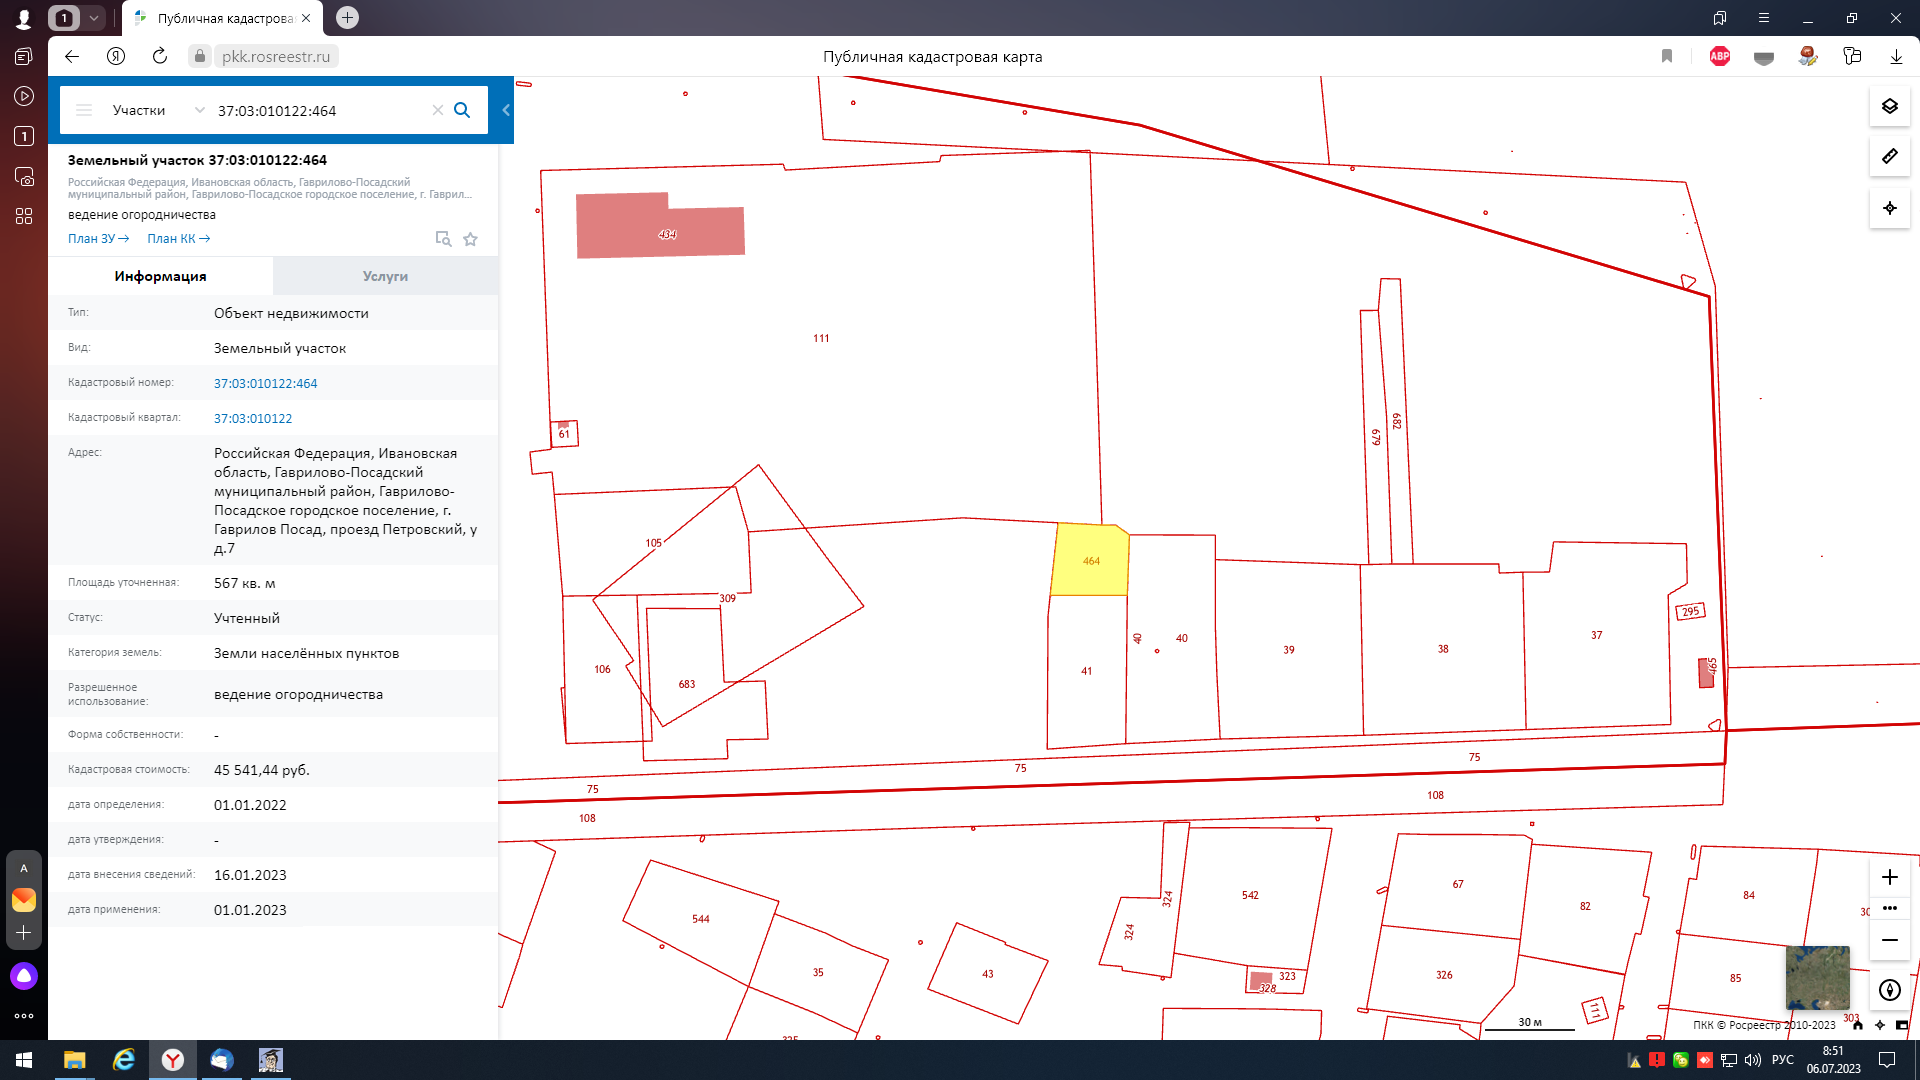 1
Публичная кадастрова
pkk.rosreestr.ru
Публичная кадастровая карта
ABP
1
Участки
37:03:010122:464
Земельный участок 37:03:010122:464
Российская Федерация, Ивановская область, Гаврилово-Посадский
муниципальный район, Гаврилово-Посадское городское поселение, г. Гаврил...
ведение огородничества
План ЗУ →
План КК →
Информация
Услуги
Тип:
Объект недвижимости
Вид:
Земельный участок
Кадастровый номер:
37:03:010122:464
Кадастровый квартал:
37:03:010122
Адрес:
Российская Федерация, Ивановская
область, Гаврилово-Посадский
муниципальный район, Гаврилово-
Посадское городское поселение, г.
Гаврилов Посад, проезд Петровский, у
д.7
Площадь уточненная:
567 кв. м
Статус:
Учтенный
Категория земель:
Земли населённых пунктов
Разрешенное
использование:
ведение огородничества
Форма собственности:
-
Кадастровая стоимость:
45 541,44 руб.
дата определения:
01.01.2022
дата утверждения:
-
дата внесения сведений:
16.01.2023
дата применения:
01.01.2023
434
111
61
679
682
105
464
309
295
106
683
41
40
40
39
38
37
465
75
75
75
108
108
544
35
43
324
324
542
323
328
67
82
326
111
84
85
30
303
325
30 м
ПКК © Росреестр 2010-2023
A
РУС
8:51
06.07.2023